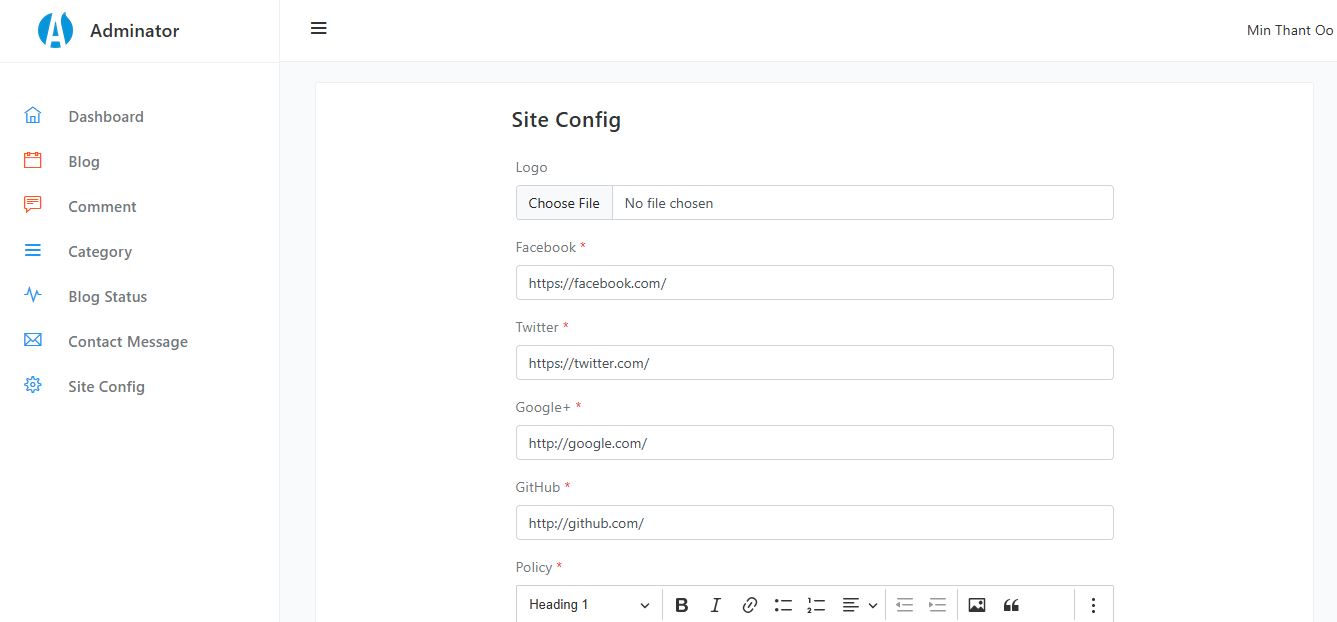 Adminator
Min Thant Oo
Dashboard
Blog
Comment
Category
Blog Status
Contact Message
Site Config
Site Config
Logo
Choose File No file chosen
Facebook *
https://facebook.com/
Twitter *
https://twitter.com/
Google+ *
http://google.com/
GitHub *
http://github.com/
Policy *
Heading 1